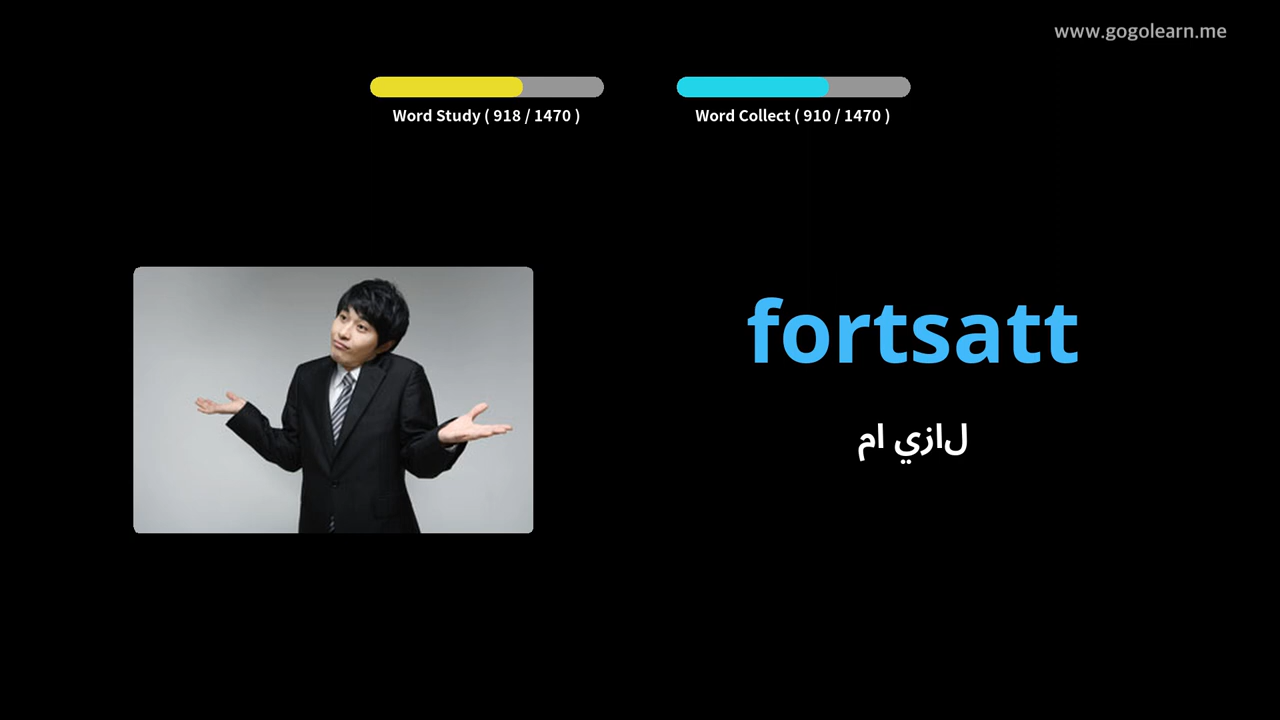 www.gogolearn.me
Word Study ( 918 / 1470 )
Word Collect ( 910 / 1470 )
fortsatt
لازي ام